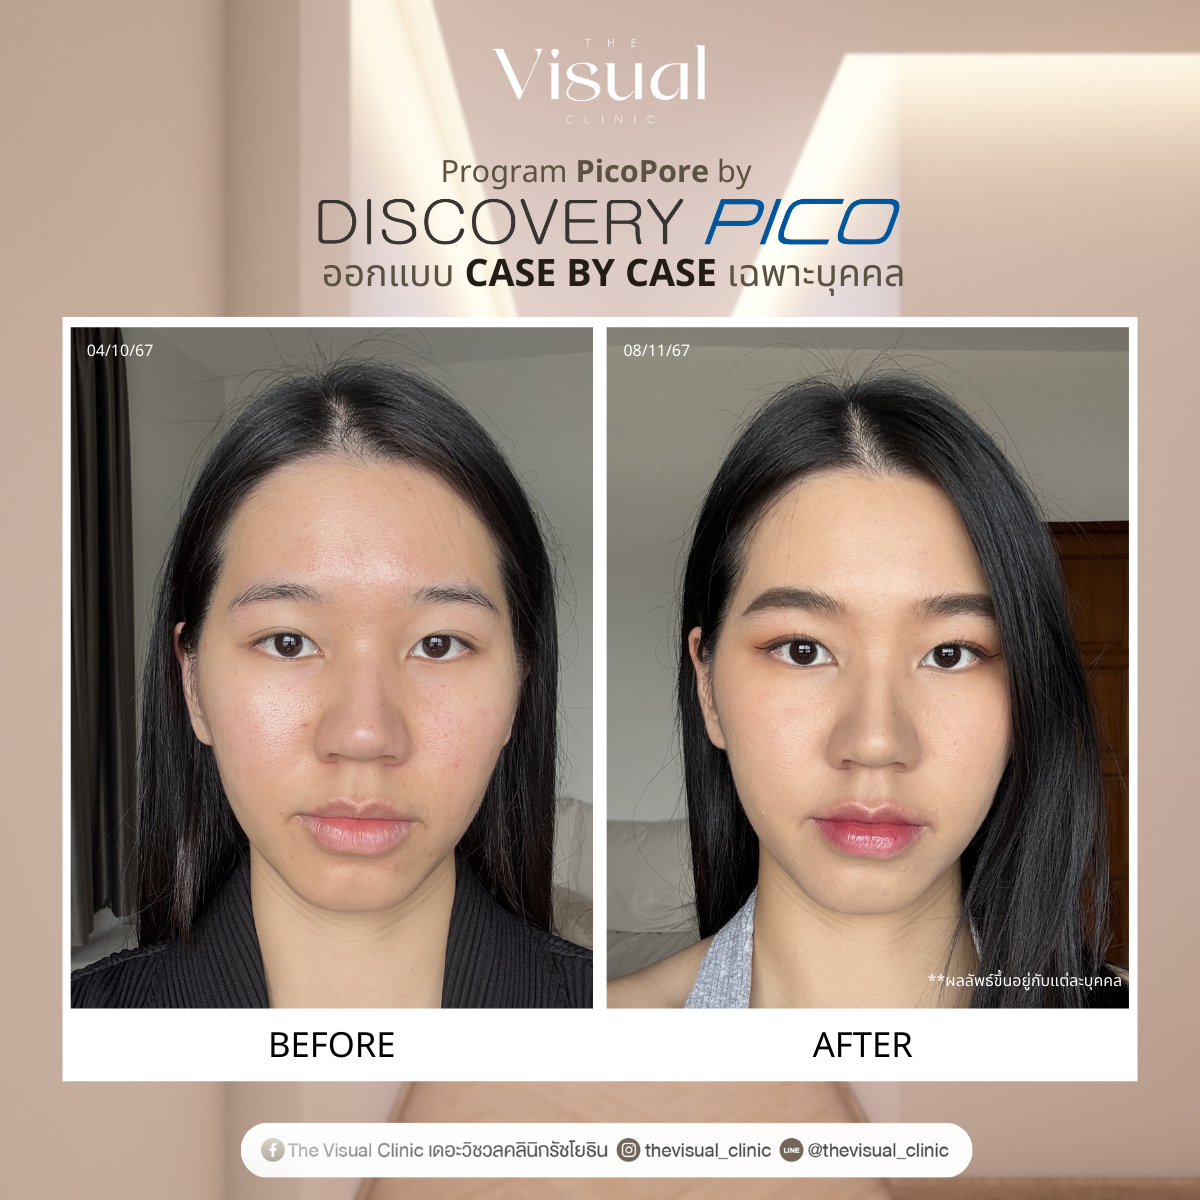 THE
Visual
CLINIC
Program PicoPore by
DISCOVERY PICO
ออกแบบ CASE BY CASE เฉพาะบุคคล
04/10/67
08/11/67
**ผลลัพธ์ขึ้นอยู่กับแต่ละบุคคล
BEFORE
AFTER
The Visual Clinic เดอะวิชวลคลินิกรัชโยธิน thevisual_clinic LINE @thevisual_clinic